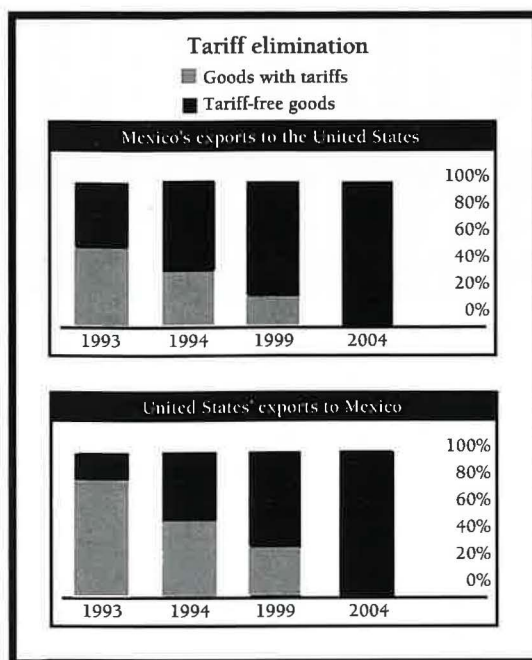 Tariff elimination
Goods with tariffs
Tariff-free goods
Mexico's exports to the United States
100%
80%
60%
40%
20%
0%
1993 1994 1999 2004
United States' exports to Mexico
100%
80%
60%
40%
20%
0%
1993 1994 1999 2004